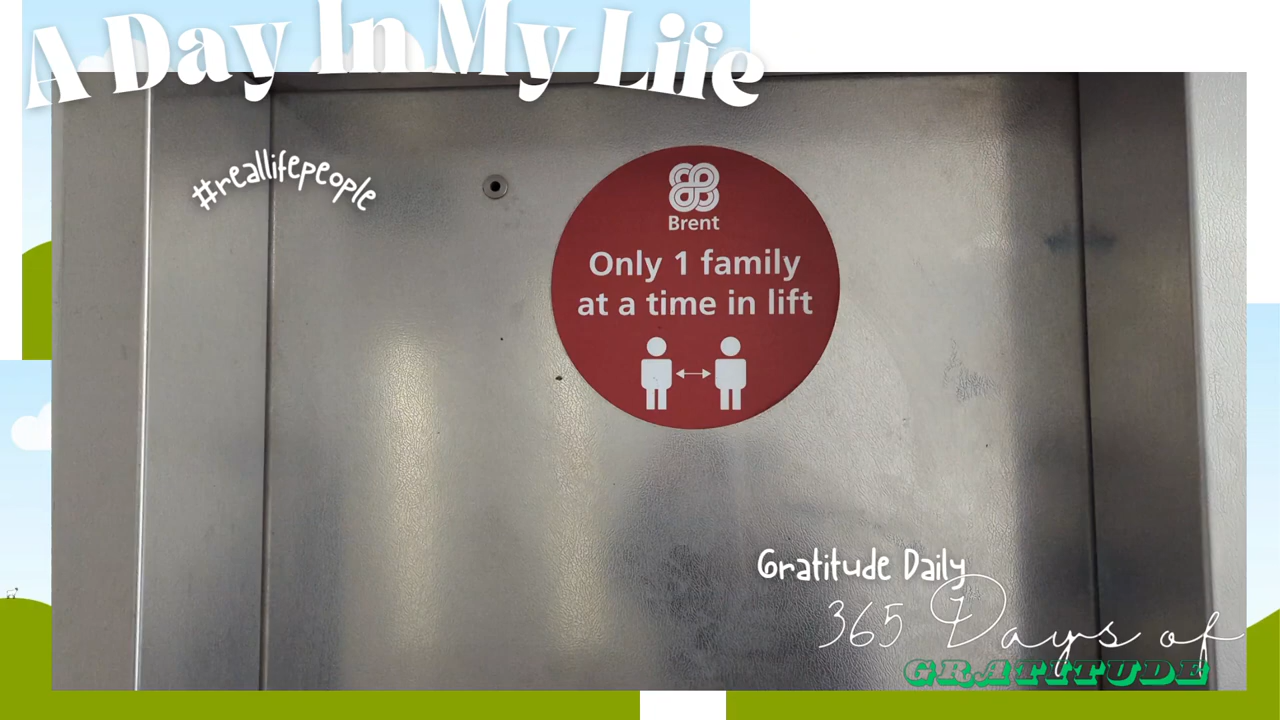 A Day In My Life
#reallifepeople
Brent
Only 1 family
at a time in lift
Gratitude Daily
365 Days of
GRATITUDE